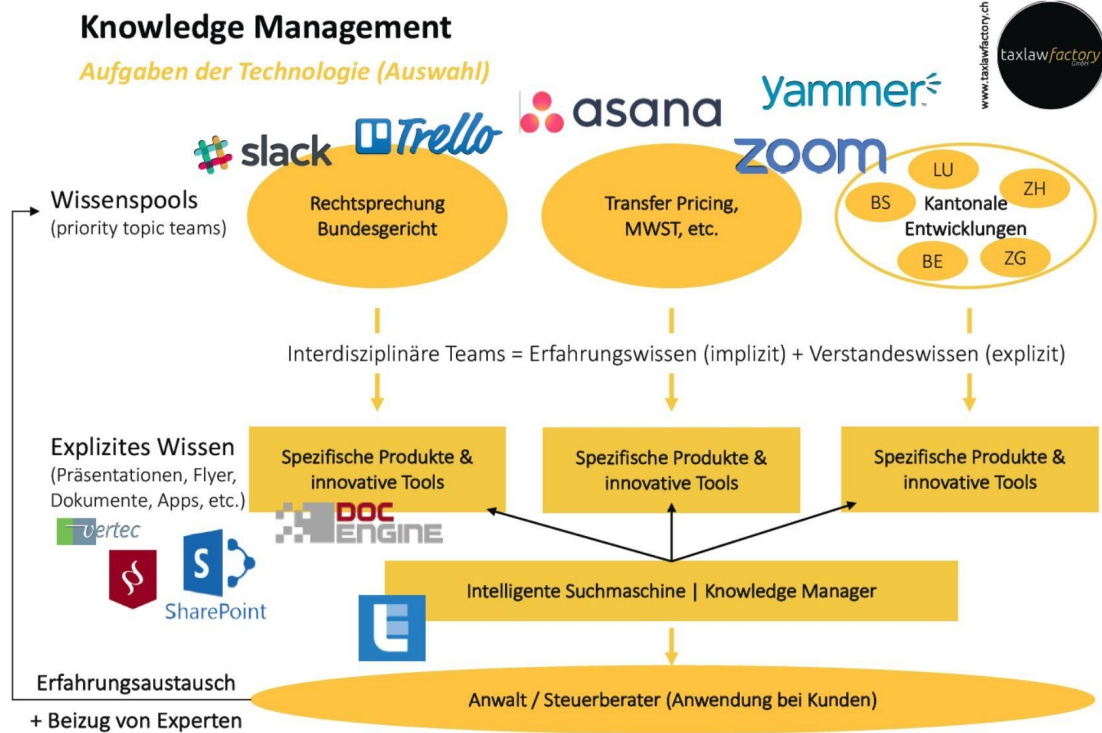 Knowledge Management
Aufgaben der Technologie (Auswahl)
www.taxlawfactory.ch
taxlawfactory
GmbH
slack
Trello
asana
yammer
zoom
Wissenspools
(priority topic teams)
Rechtsprechung
Bundesgericht
Transfer Pricing,
MWST, etc.
LU
ZH
BS
Kantonale
Entwicklungen
BE
ZG
Interdisziplinäre Teams = Erfahrungswissen (implizit) + Verstandeswissen (explizit)
Explizites Wissen
(Präsentationen, Flyer,
Dokumente, Apps, etc.)
Spezifische Produkte &
innovative Tools
Spezifische Produkte &
innovative Tools
Spezifische Produkte &
innovative Tools
vertec
DOC
ENGINE
§
S
SharePoint
Intelligente Suchmaschine | Knowledge Manager
Erfahrungsaustausch
+ Beizug von Experten
Anwalt / Steuerberater (Anwendung bei Kunden)